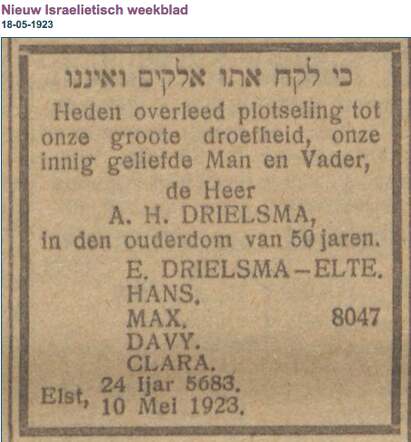 Nieuw Israelietisch weekblad
18-05-1923
כי לקח אתו אלקים ואיננו
Heden overleed plotseling tot
onze groote droefheid, onze
innig geliefde Man en Vader,
de Heer
A. H. DRIELSMA,
in den ouderdom van 50 jaren.
E. DRIELSMA–ELTE.
HANS.
MAX. 8047
DAVY.
CLARA.
Elst, 24 Ijar 5683.
10 Mei 1923.